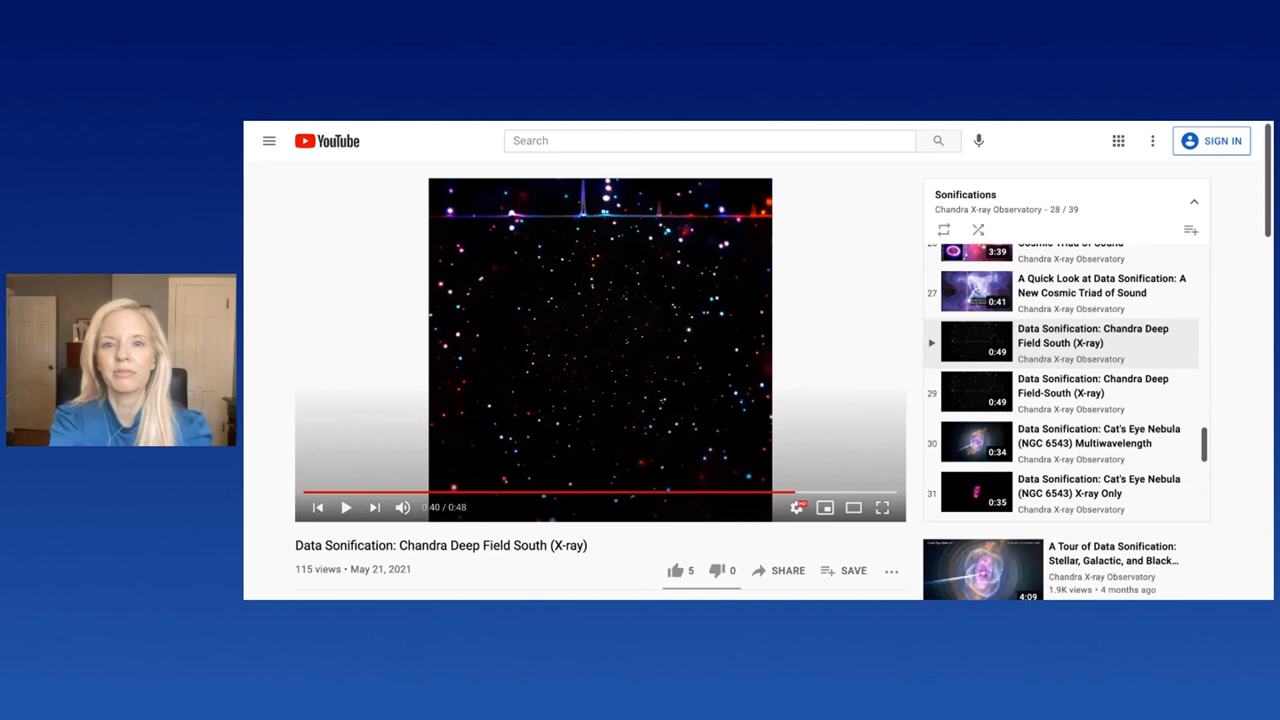 YouTube
Search
SIGN IN
Sonifications
Chandra X-ray Observatory - 28 / 39
Cosmic Triad of Sound
3:39
Chandra X-ray Observatory
27
A Quick Look at Data Sonification: A
New Cosmic Triad of Sound
0:41
Chandra X-ray Observatory
Data Sonification: Chandra Deep
Field South (X-ray)
0:49
Chandra X-ray Observatory
29
Data Sonification: Chandra Deep
Field-South (X-ray)
0:49
Chandra X-ray Observatory
30
Data Sonification: Cat's Eye Nebula
(NGC 6543) Multiwavelength
0:34
Chandra X-ray Observatory
31
Data Sonification: Cat's Eye Nebula
(NGC 6543) X-ray Only
0:35
Chandra X-ray Observatory
0:40 / 0:48
HD
Data Sonification: Chandra Deep Field South (X-ray)
115 views • May 21, 2021
5
0
SHARE
SAVE
A Tour of Data Sonification:
Stellar, Galactic, and Black...
Chandra X-ray Observatory
1.9K views • 4 months ago
4:09